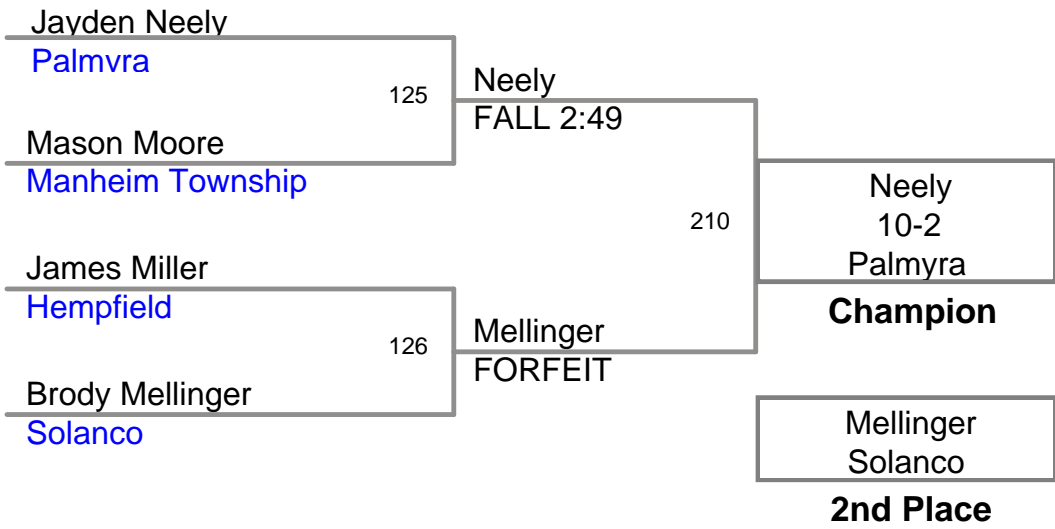 Jayden Neely
Palmyra
125
Neely
FALL 2:49
Mason Moore
Manheim Township
210
Neely
10-2
Palmyra
Champion
James Miller
Hempfield
126
Mellinger
FORFEIT
Brody Mellinger
Solanco
Mellinger
Solanco
2nd Place